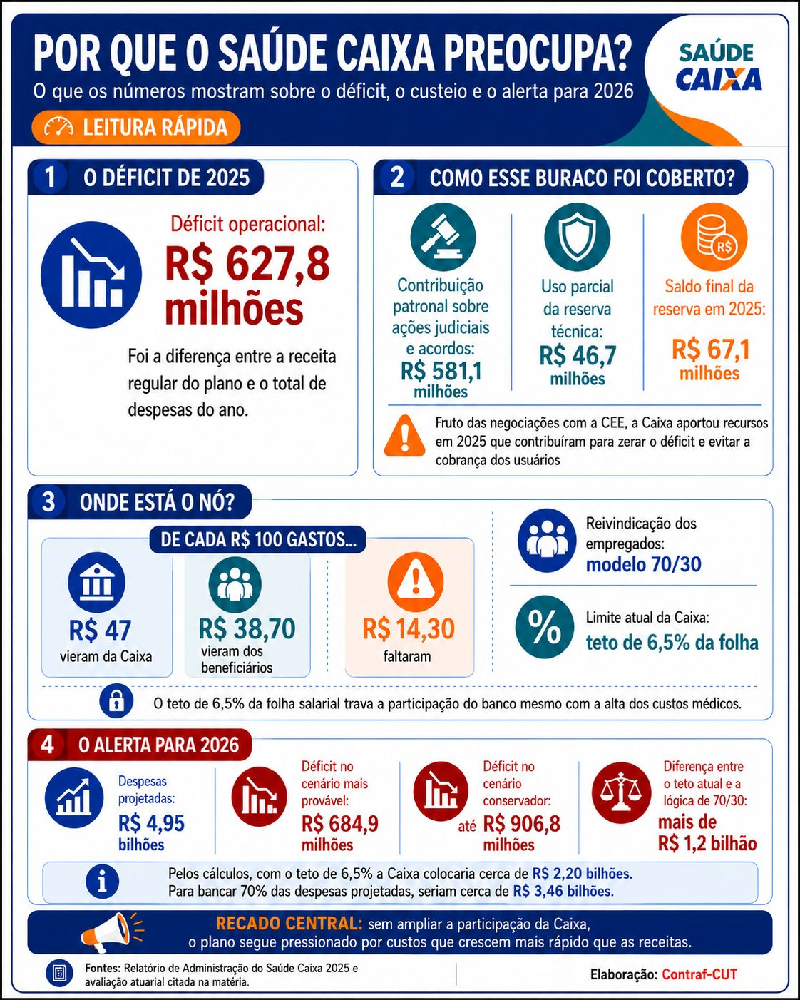 POR QUE O SAÚDE CAIXA PREOCUPA?
O que os números mostram sobre o déficit, o custeio e o alerta para 2026
LEITURA RÁPIDA
SAÚDE
CAIXA
1 O DÉFICIT DE 2025
Déficit operacional:
R$ 627,8
milhões
Foi a diferença entre a receita
regular do plano e o total de
despesas do ano.
2 COMO ESSE BURACO FOI COBERTO?
Contribuição
patronal sobre
ações judiciais
e acordos:
R$ 581,1
milhões
Uso parcial
da reserva
técnica:
R$ 46,7
milhões
R$
Saldo final da
reserva em 2025:
R$ 67,1
milhões
Fruto das negociações com a CEE, a Caixa aportou recursos
em 2025 que contribuíram para zerar o déficit e evitar a
cobrança dos usuários
3 ONDE ESTÁ O NÓ?
DE CADA R$ 100 GASTOS...
R$ 47
vieram da Caixa
R$ 38,70
vieram dos
beneficiários
R$ 14,30
faltaram
Reivindicação dos
empregados:
modelo 70/30
%
Limite atual da Caixa:
teto de 6,5% da folha
O teto de 6,5% da folha salarial trava a participação do banco mesmo com a alta dos custos médicos.
4 O ALERTA PARA 2026
Despesas
projetadas:
R$ 4,95
bilhões
Déficit no
cenário mais
provável:
R$ 684,9
milhões
Déficit no
cenário
conservador:
até R$ 906,8
milhões
Diferença entre
o teto atual e a
lógica de 70/30:
mais de
R$ 1,2 bilhão
Pelos cálculos, com o teto de 6,5% a Caixa colocaria cerca de R$ 2,20 bilhões.
Para bancar 70% das despesas projetadas, seriam cerca de R$ 3,46 bilhões.
RECADO CENTRAL: sem ampliar a participação da Caixa,
o plano segue pressionado por custos que crescem mais rápido que as receitas.
Fontes: Relatório de Administração do Saúde Caixa 2025 e
avaliação atuarial citada na matéria.
Elaboração: Contraf-CUT